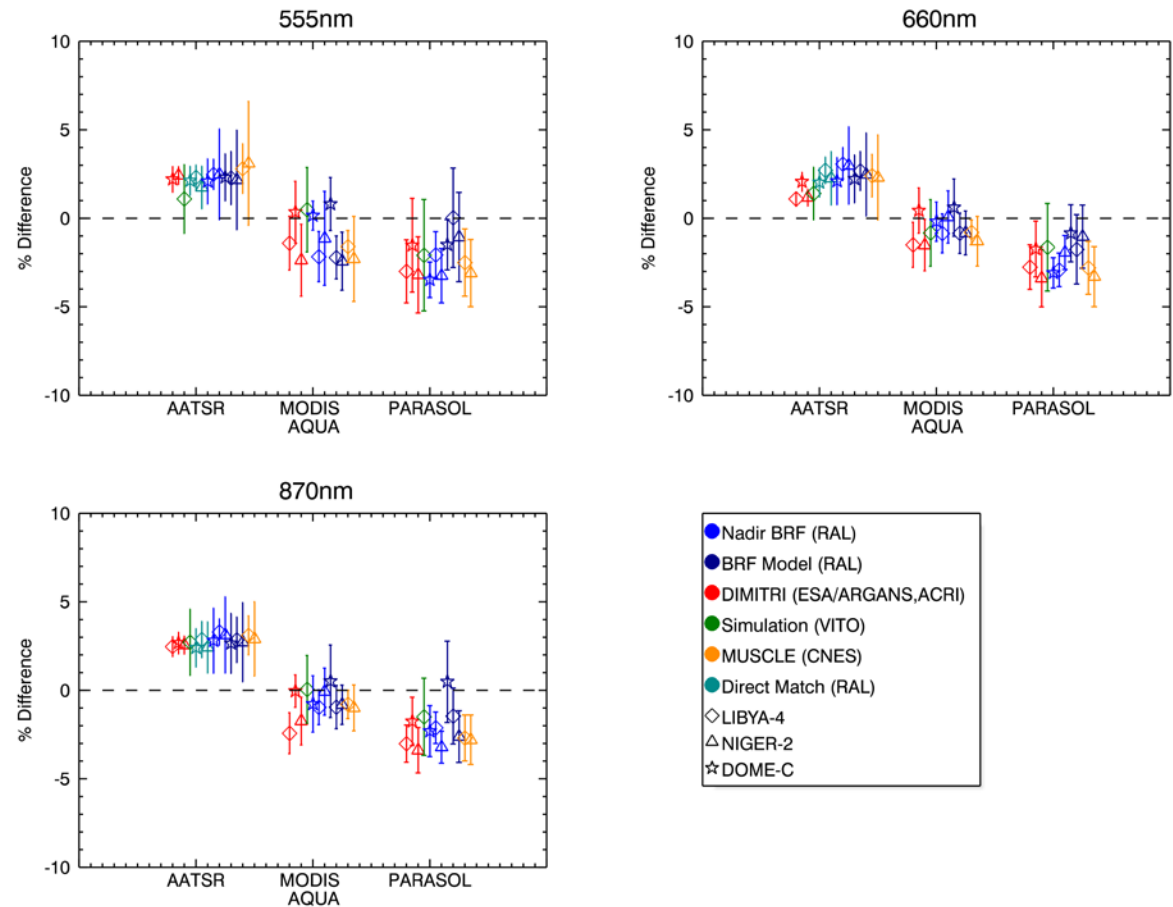 555nm
10
5
0
-5
-10
% Difference
AATSR
MODIS
AQUA
PARASOL
660nm
10
5
0
-5
-10
% Difference
AATSR
MODIS
AQUA
PARASOL
870nm
10
5
0
-5
-10
% Difference
AATSR
MODIS
AQUA
PARASOL
Nadir BRF (RAL)
BRF Model (RAL)
DIMITRI (ESA/ARGANS,ACRI)
Simulation (VITO)
MUSCLE (CNES)
Direct Match (RAL)
LIBYA-4
NIGER-2
DOME-C